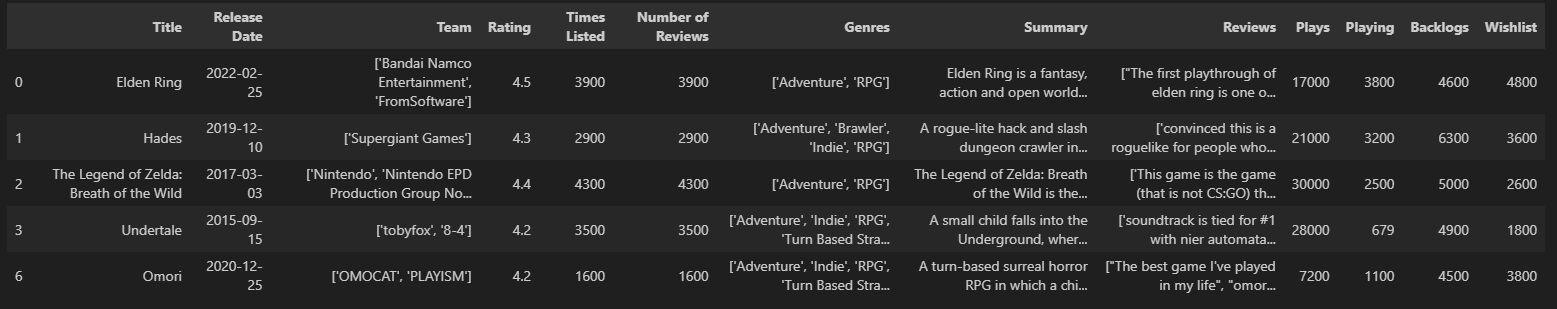 Title Release Date Team Rating Times Listed Number of Reviews Genres Summary Reviews Plays Playing Backlogs Wishlist
0 Elden Ring 2022-02-25 ['Bandai Namco Entertainment', 'FromSoftware'] 4.5 3900 3900 ['Adventure', 'RPG'] Elden Ring is a fantasy, action and open world... ["The first playthrough of elden ring is one o... 17000 3800 4600 4800
1 Hades 2019-12-10 ['Supergiant Games'] 4.3 2900 2900 ['Adventure', 'Brawler', 'Indie', 'RPG'] A rogue-lite hack and slash dungeon crawler in... ['convinced this is a roguelike for people who... 21000 3200 6300 3600
2 The Legend of Zelda: Breath of the Wild 2017-03-03 ['Nintendo', 'Nintendo EPD Production Group No... 4.4 4300 4300 ['Adventure', 'RPG'] The Legend of Zelda: Breath of the Wild is the... ['This game is the game (that is not CS:GO) th... 30000 2500 5000 2600
3 Undertale 2015-09-15 ['tobyfox', '8-4'] 4.2 3500 3500 ['Adventure', 'Indie', 'RPG', 'Turn Based Stra... A small child falls into the Underground, wher... ['soundtrack is tied for #1 with nier automata... 28000 679 4900 1800
6 Omori 2020-12-25 ['OMOCAT', 'PLAYISM'] 4.2 1600 1600 ['Adventure', 'Indie', 'RPG', 'Turn Based Stra... A turn-based surreal horror RPG in which a chi... ["The best game I've played in my life", "omor... 7200 1100 4500 3800